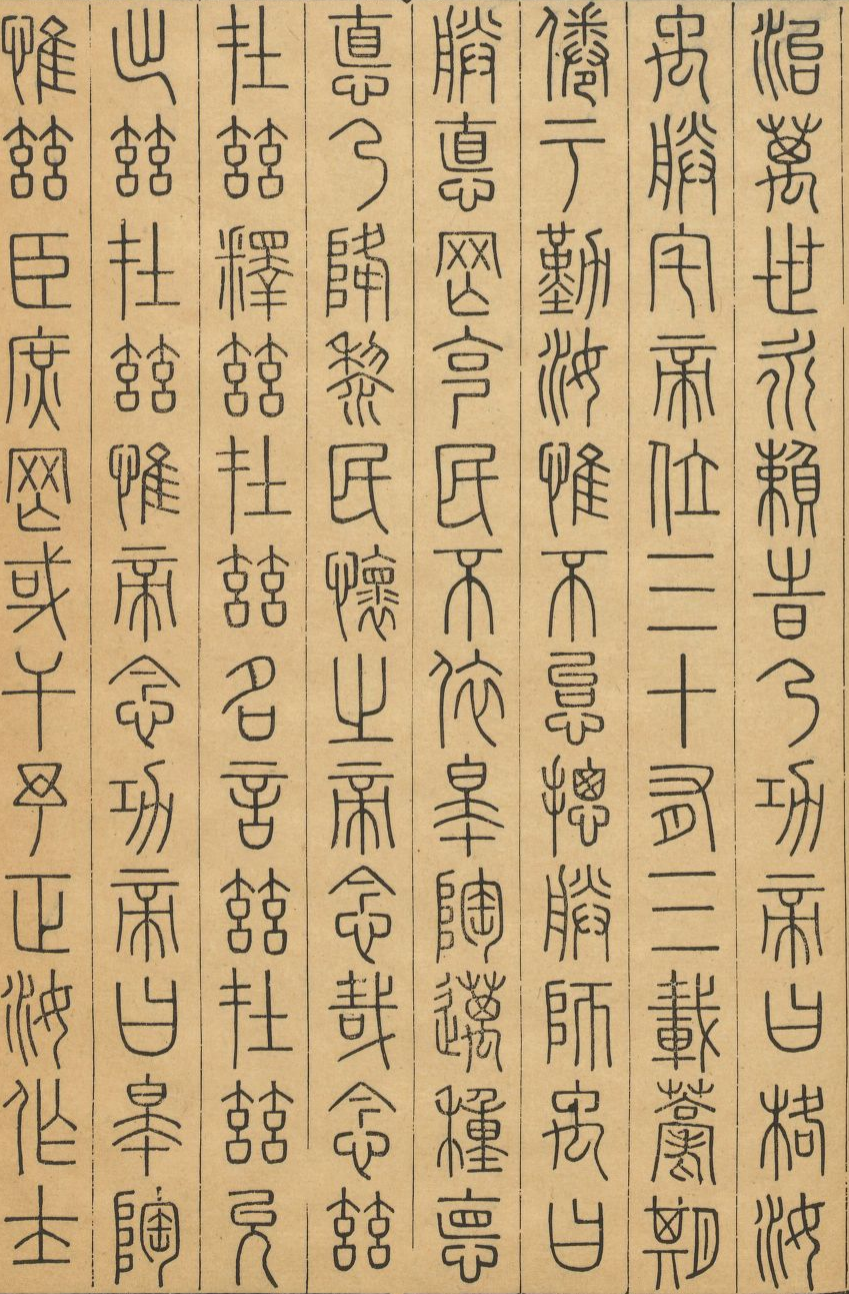 治萬世永賴時乃功帝曰格汝
禹朕宅帝位三十有三載耄期
倦于勤汝惟不怠總朕師禹曰
朕德罔克民不依皋陶邁種德
德乃降黎民懷之帝念哉念茲
在茲釋茲在茲名言茲在茲允
出茲在茲惟帝念功帝曰皋陶
惟茲臣庶罔或干予正汝作士